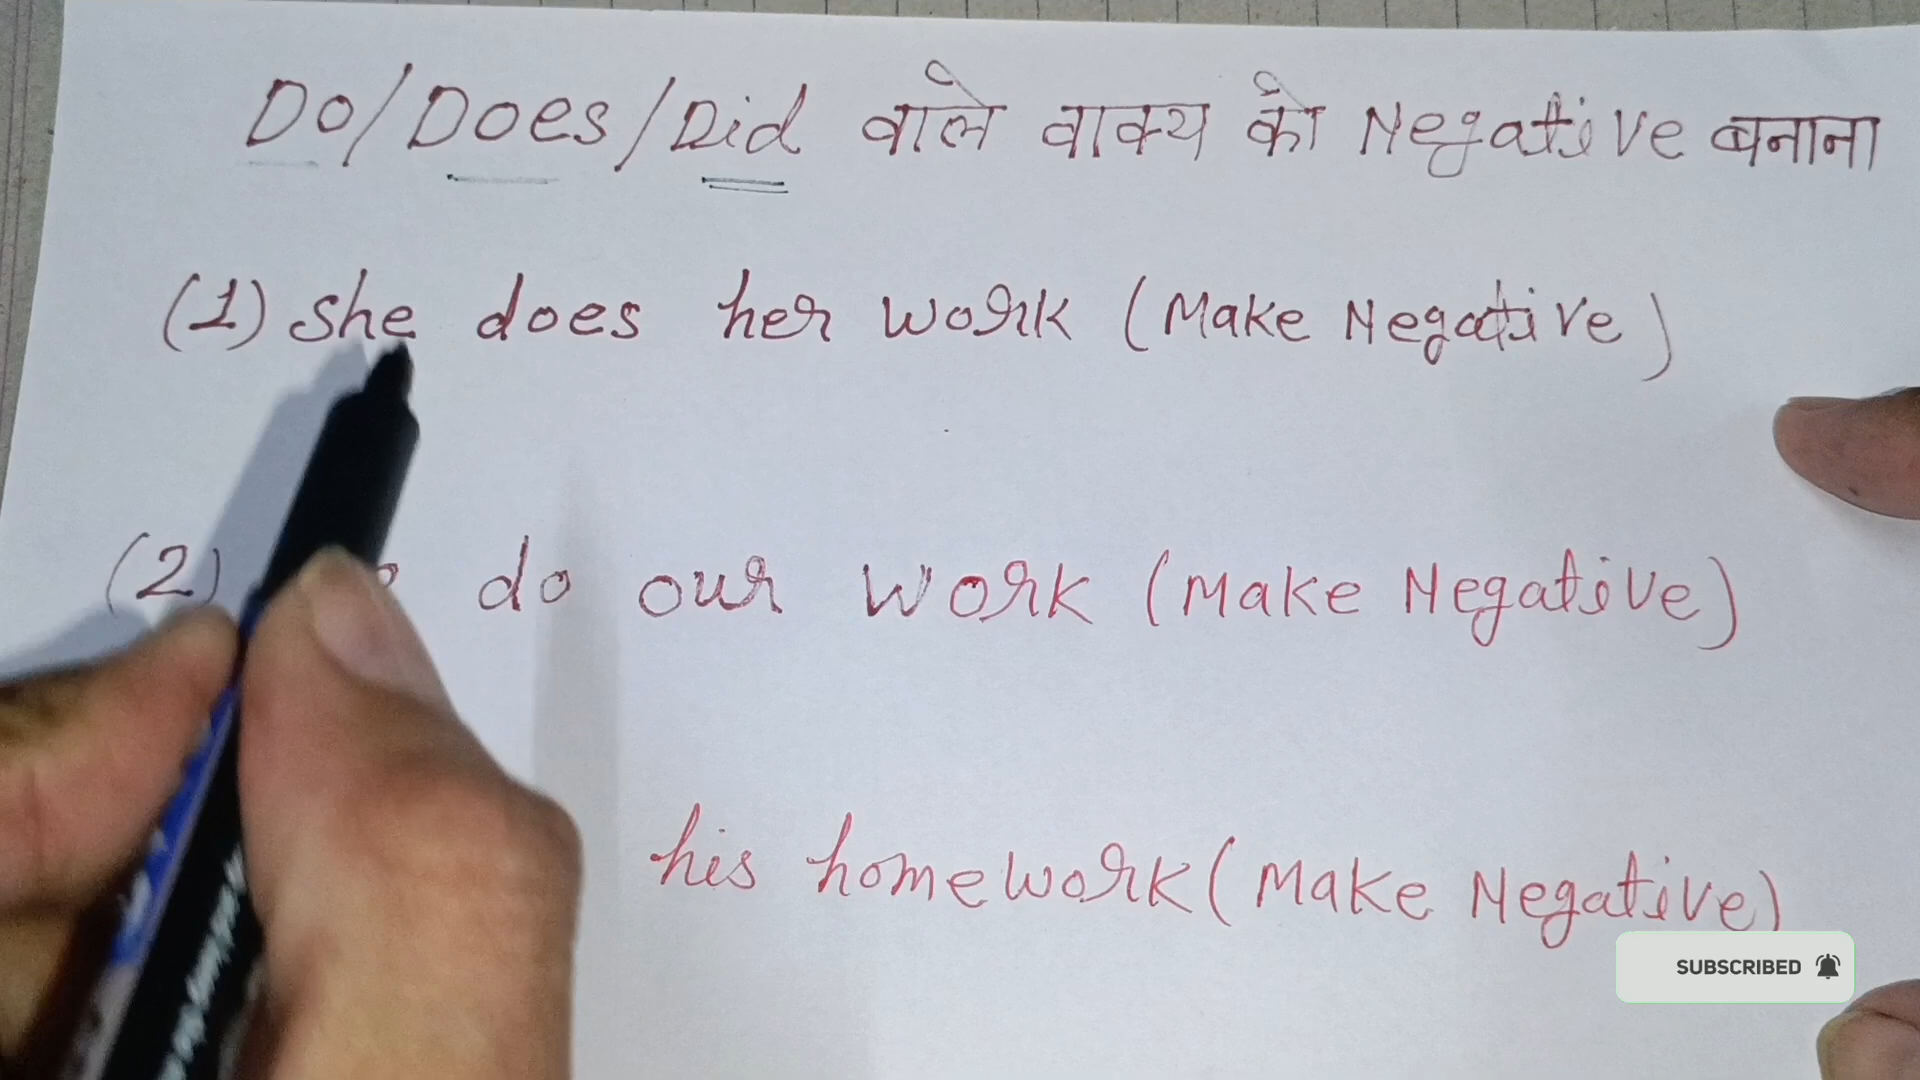 Do/Does/Did वाले वाक्य को Negative बनाना
(1) She does her work (Make Negative)
(2) do our work (Make Negative)
his homework (Make Negative)
SUBSCRIBED